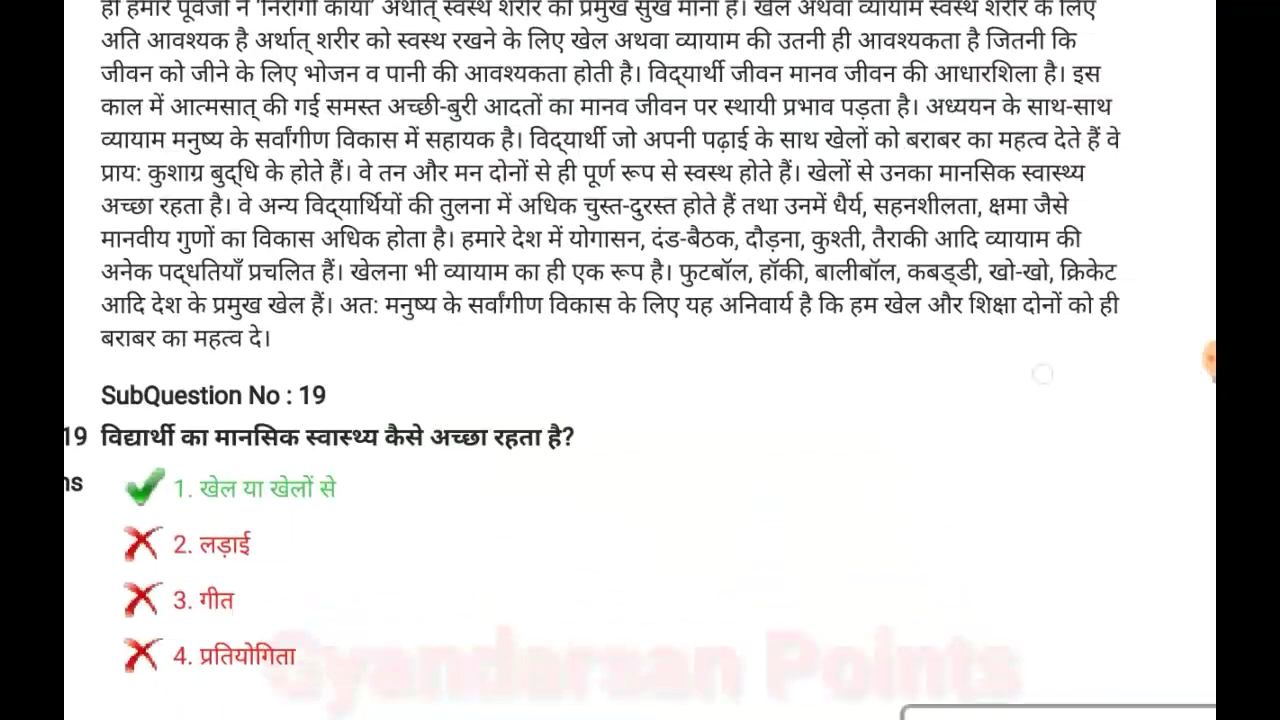 ही हमारे पूर्वजों ने 'निरोगी काया' अर्थात् स्वस्थ शरीर को प्रमुख सुख माना है। खेल अथवा व्यायाम स्वस्थ शरीर के लिए
अति आवश्यक है अर्थात् शरीर को स्वस्थ रखने के लिए खेल अथवा व्यायाम की उतनी ही आवश्यकता है जितनी कि
जीवन को जीने के लिए भोजन व पानी की आवश्यकता होती है। विद्यार्थी जीवन मानव जीवन की आधारशिला है। इस
काल में आत्मसात् की गई समस्त अच्छी-बुरी आदतों का मानव जीवन पर स्थायी प्रभाव पड़ता है। अध्ययन के साथ-साथ
व्यायाम मनुष्य के सर्वांगीण विकास में सहायक है। विद्यार्थी जो अपनी पढ़ाई के साथ खेलों को बराबर का महत्व देते हैं वे
प्राय: कुशाग्र बुद्धि के होते हैं। वे तन और मन दोनों से ही पूर्ण रूप से स्वस्थ होते हैं। खेलों से उनका मानसिक स्वास्थ्य
अच्छा रहता है। वे अन्य विद्यार्थियों की तुलना में अधिक चुस्त-दुरस्त होते हैं तथा उनमें धैर्य, सहनशीलता, क्षमा जैसे
मानवीय गुणों का विकास अधिक होता है। हमारे देश में योगासन, दंड-बैठक, दौड़ना, कुश्ती, तैराकी आदि व्यायाम की
अनेक पद्धतियाँ प्रचलित हैं। खेलना भी व्यायाम का ही एक रूप है। फुटबॉल, हॉकी, बालीबॉल, कबड्डी, खो-खो, क्रिकेट
आदि देश के प्रमुख खेल हैं। अत: मनुष्य के सर्वांगीण विकास के लिए यह अनिवार्य है कि हम खेल और शिक्षा दोनों को ही
बराबर का महत्व दे।
SubQuestion No : 19
19 विद्यार्थी का मानसिक स्वास्थ्य कैसे अच्छा रहता है?
ns 1. खेल या खेलों से
2. लड़ाई
3. गीत
4. प्रतियोगिता
Gyandarsan Points